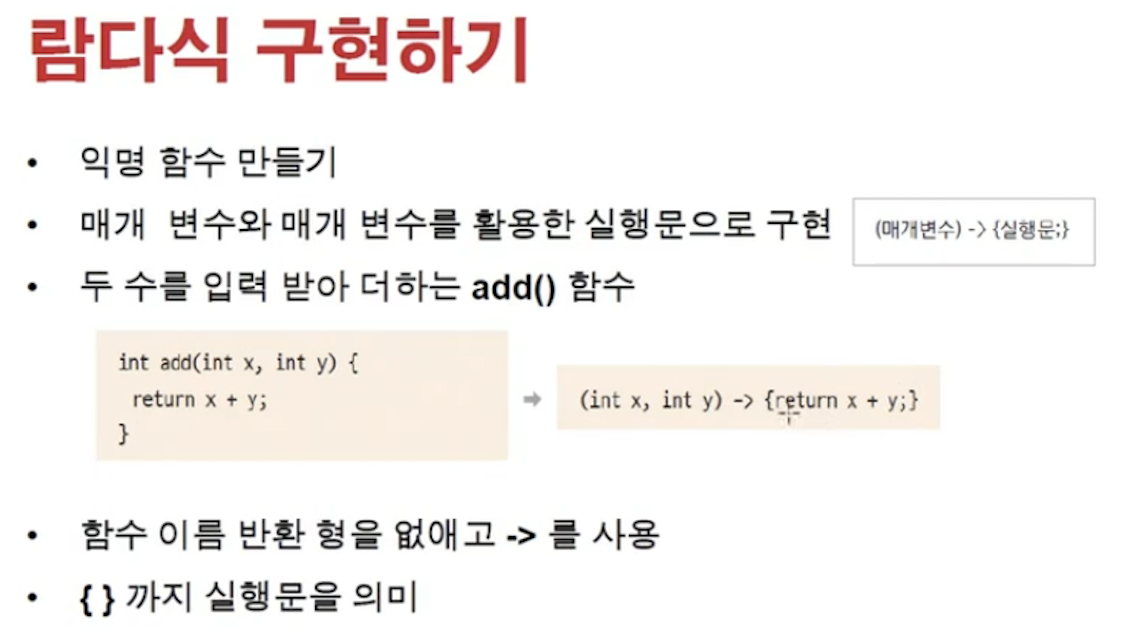 람다식 구현하기
• 익명 함수 만들기
• 매개 변수와 매개 변수를 활용한 실행문으로 구현
(매개변수) -> {실행문;}
• 두 수를 입력 받아 더하는 add() 함수
int add(int x, int y) {
return x + y;
}
(int x, int y) -> {return x + y;}
• 함수 이름 반환 형을 없애고 -> 를 사용
• { } 까지 실행문을 의미